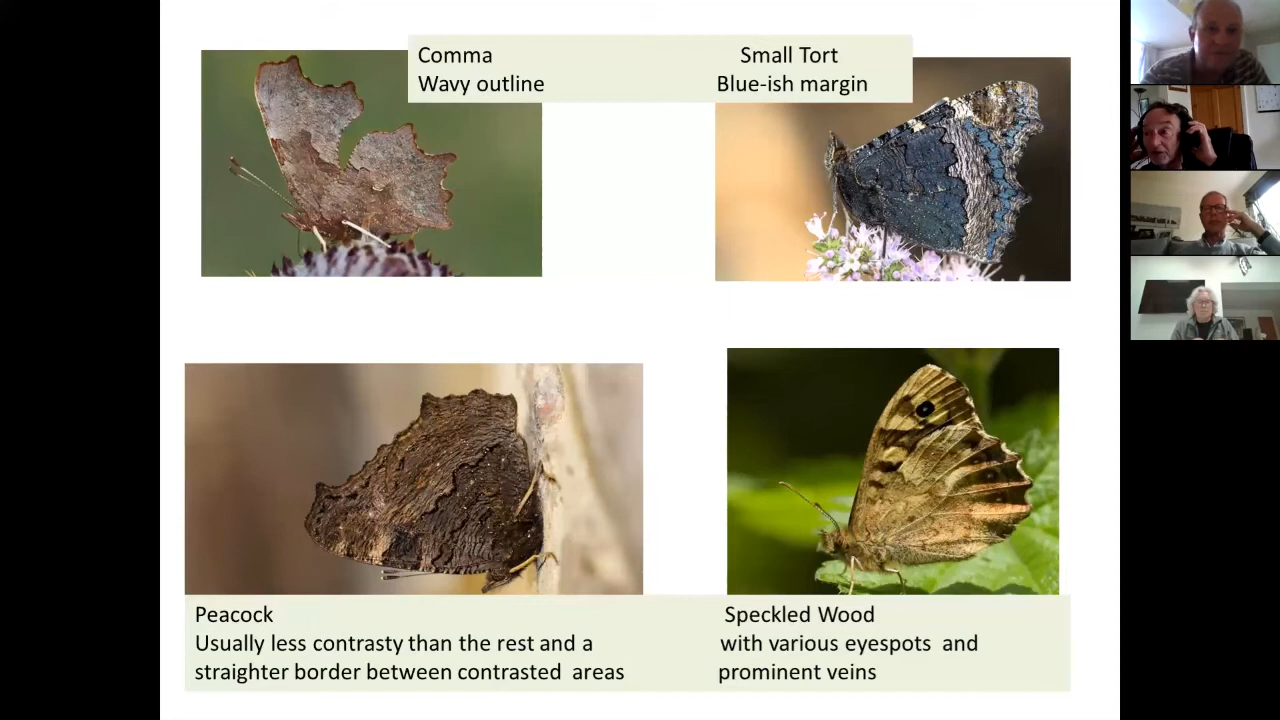 Comma
Wavy outline
Small Tort
Blue-ish margin
Peacock
Usually less contrasty than the rest and a
straighter border between contrasted areas
Speckled Wood
with various eyespots and
prominent veins